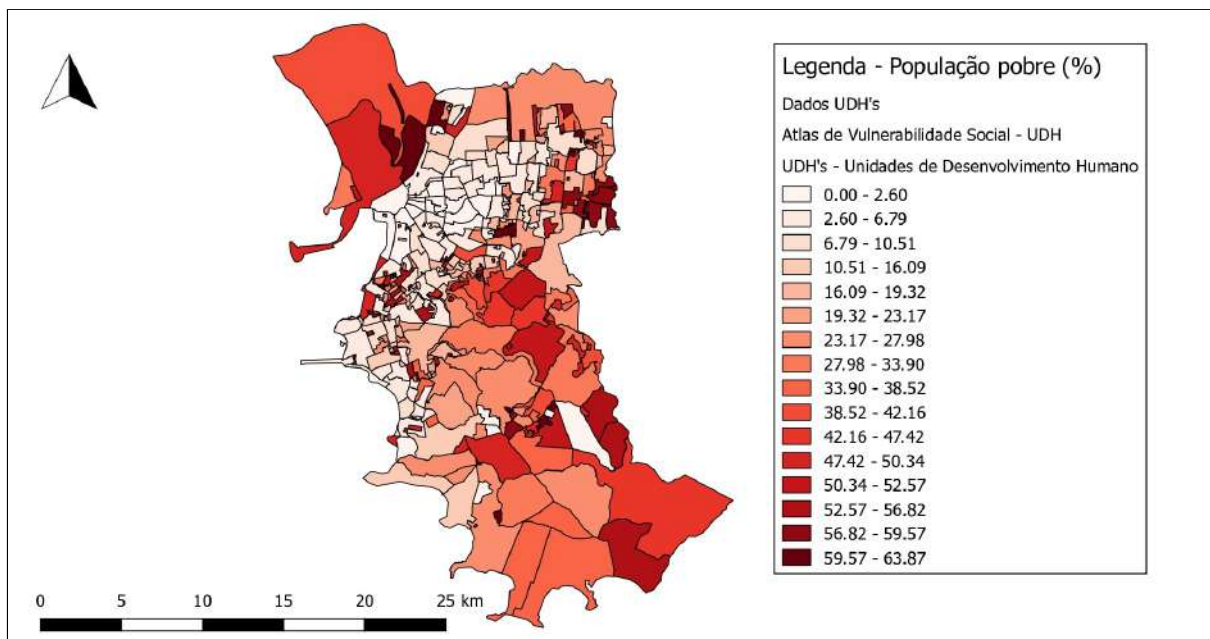 Legenda - População pobre (%)
Dados UDH's
Atlas de Vulnerabilidade Social - UDH
UDH's - Unidades de Desenvolvimento Humano
0.00 - 2.60
2.60 - 6.79
6.79 - 10.51
10.51 - 16.09
16.09 - 19.32
19.32 - 23.17
23.17 - 27.98
27.98 - 33.90
33.90 - 38.52
38.52 - 42.16
42.16 - 47.42
47.42 - 50.34
50.34 - 52.57
52.57 - 56.82
56.82 - 59.57
59.57 - 63.87
0 5 10 15 20 25 km